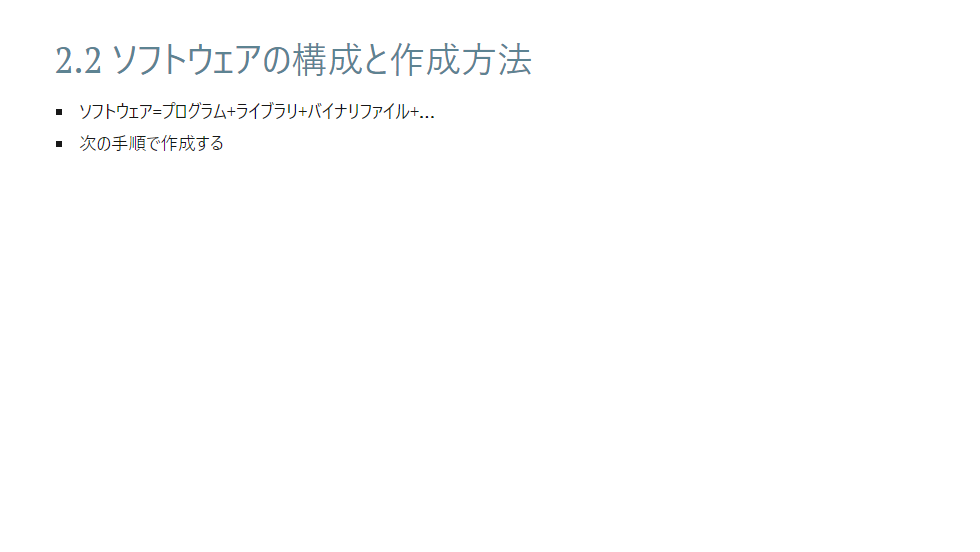 2.2 ソフトウェアの構成と作成方法
▪ ソフトウェア=プログラム+ライブラリ+バイナリファイル+…
▪ 次の手順で作成する